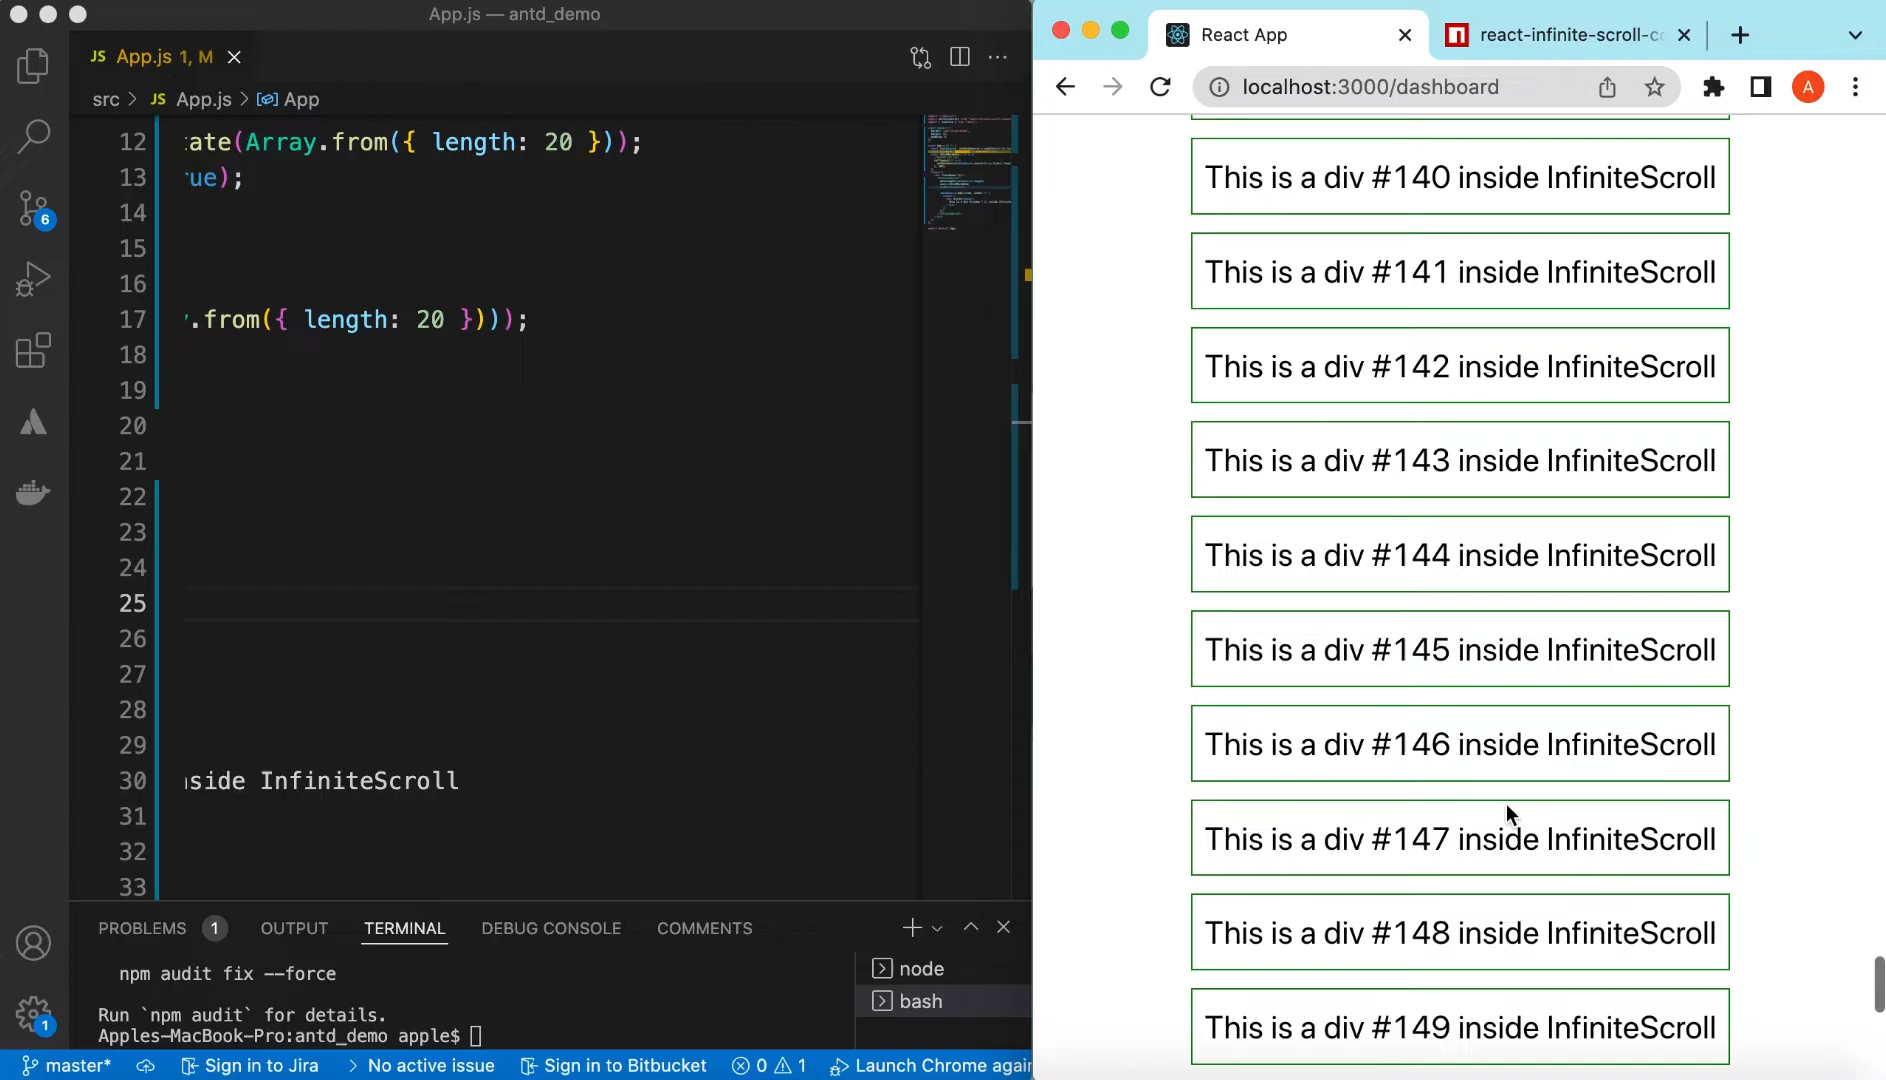 App.js — antd_demo
JS App.js 1, M
src > JS App.js > App
12 ate(Array.from({ length: 20 }));
13 rue);
14
15
16
17 y.from({ length: 20 })));
18
19
20
21
22
23
24
25
26
27
28
29
30 nside InfiniteScroll
31
32
33
6
1
PROBLEMS 1 OUTPUT TERMINAL DEBUG CONSOLE COMMENTS
npm audit fix --force
Run `npm audit` for details.
Apples-MacBook-Pro:antd_demo apple$
node
bash
master* Sign in to Jira > No active issue Sign in to Bitbucket 0 1 Launch Chrome again
React App
react-infinite-scroll-co
localhost:3000/dashboard
A
This is a div #140 inside InfiniteScroll
This is a div #141 inside InfiniteScroll
This is a div #142 inside InfiniteScroll
This is a div #143 inside InfiniteScroll
This is a div #144 inside InfiniteScroll
This is a div #145 inside InfiniteScroll
This is a div #146 inside InfiniteScroll
This is a div #147 inside InfiniteScroll
This is a div #148 inside InfiniteScroll
This is a div #149 inside InfiniteScroll